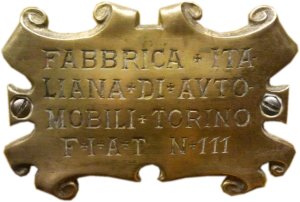 FABBRICA + ITA
LIANA + DI + AVTO
MOBILI + TORINO
F + I + A + T N · 111